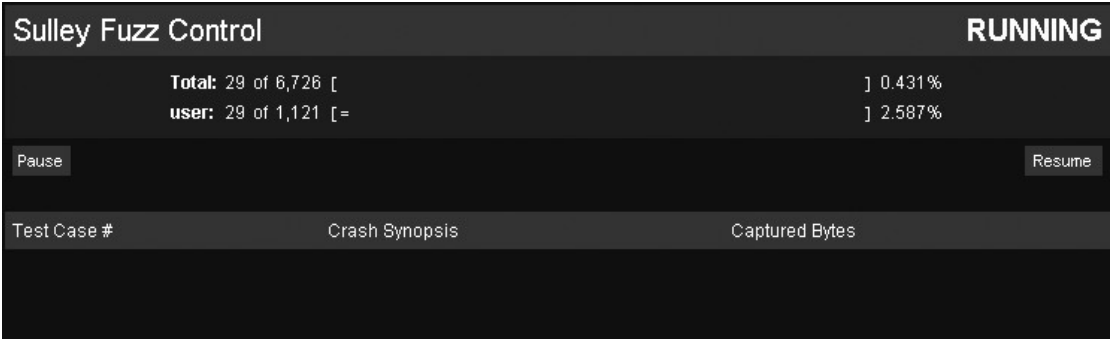 Sulley Fuzz Control RUNNING
Total: 29 of 6,726 [ ] 0.431%
user: 29 of 1,121 [= ] 2.587%
Pause Resume
Test Case # Crash Synopsis Captured Bytes